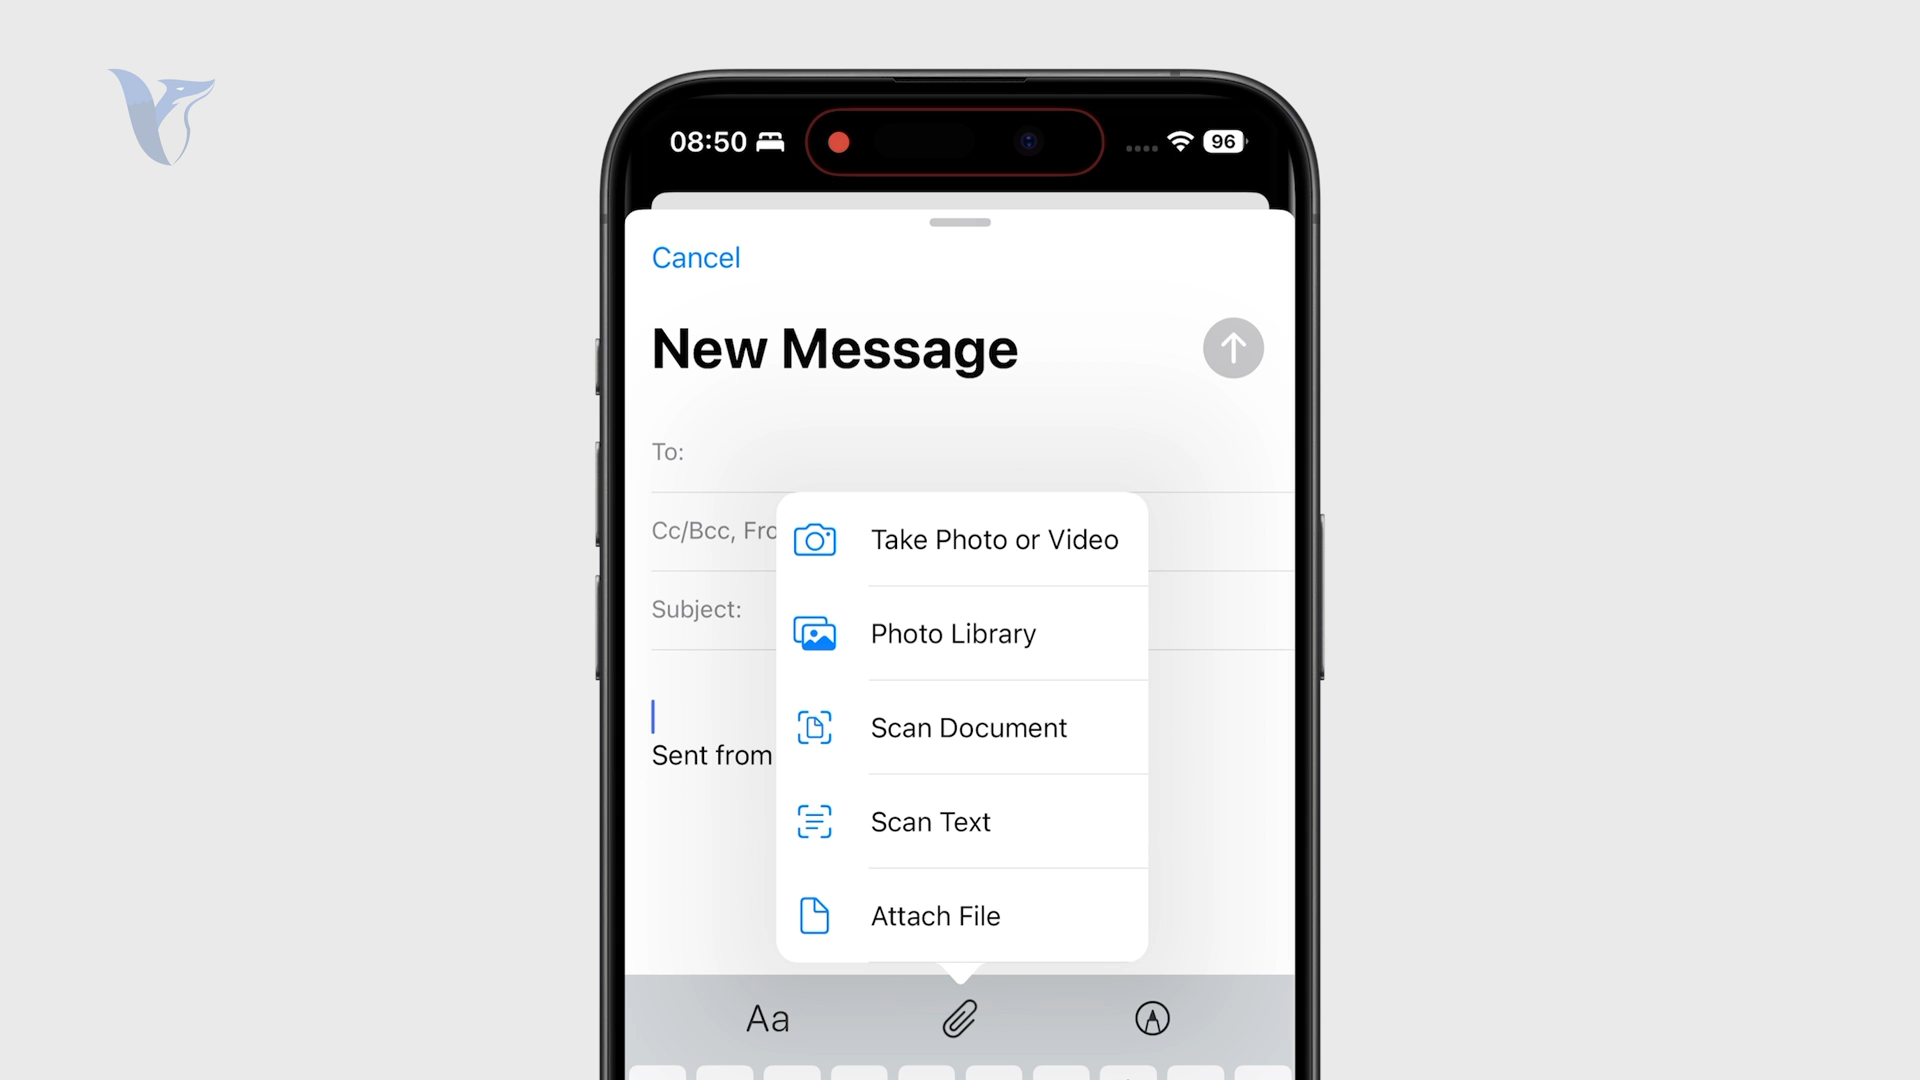 08:50
96
Cancel
New Message
To:
Cc/Bcc, Fro
Subject:
Take Photo or Video
Photo Library
Scan Document
Sent from
Scan Text
Attach File
Aa